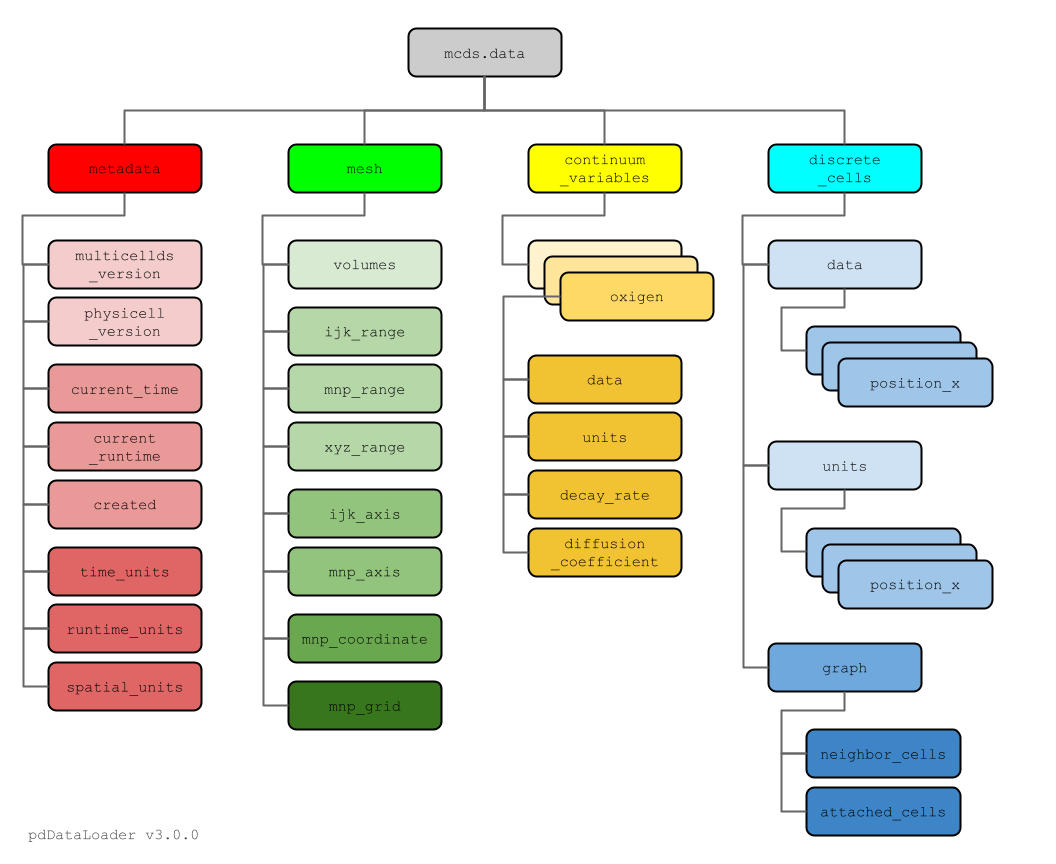 mcds.data
metadata
multicellds
_version
physicell
_version
current_time
current
_runtime
created
time_units
runtime_units
spatial_units
mesh
volumes
ijk_range
mnp_range
xyz_range
ijk_axis
mnp_axis
mnp_coordinate
mnp_grid
continuum
_variables
oxigen
data
units
decay_rate
diffusion
_coefficient
discrete
_cells
data
position_x
units
position_x
graph
neighbor_cells
attached_cells
pdDataLoader v3.0.0